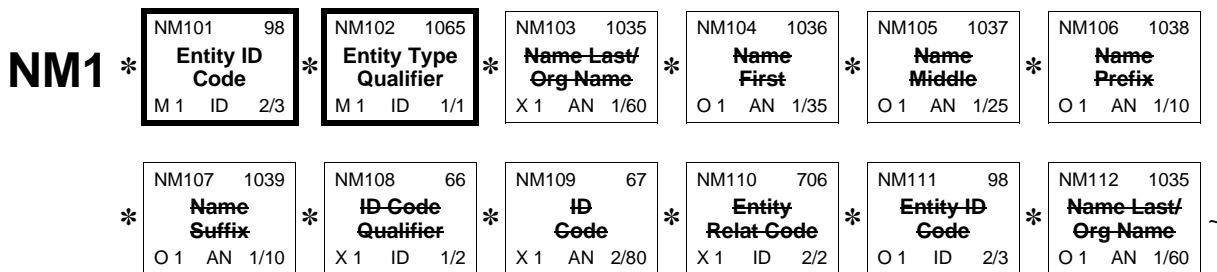 NM101 98 NM102 1065 NM103 1035 NM104 1036 NM105 1037 NM106 1038
NM1 * Entity ID Code * Entity Type Qualifier * Name Last/ Org Name * Name First * Name Middle * Name Prefix
M 1 ID 2/3 M 1 ID 1/1 X 1 AN 1/60 O 1 AN 1/35 O 1 AN 1/25 O 1 AN 1/10
NM107 1039 NM108 66 NM109 67 NM110 706 NM111 98 NM112 1035
* Name Suffix * ID Code Qualifier * ID Code * Entity Relat Code * Entity ID Code * Name Last/ Org Name ~
O 1 AN 1/10 X 1 ID 1/2 X 1 AN 2/80 X 1 ID 2/2 O 1 ID 2/3 O 1 AN 1/60